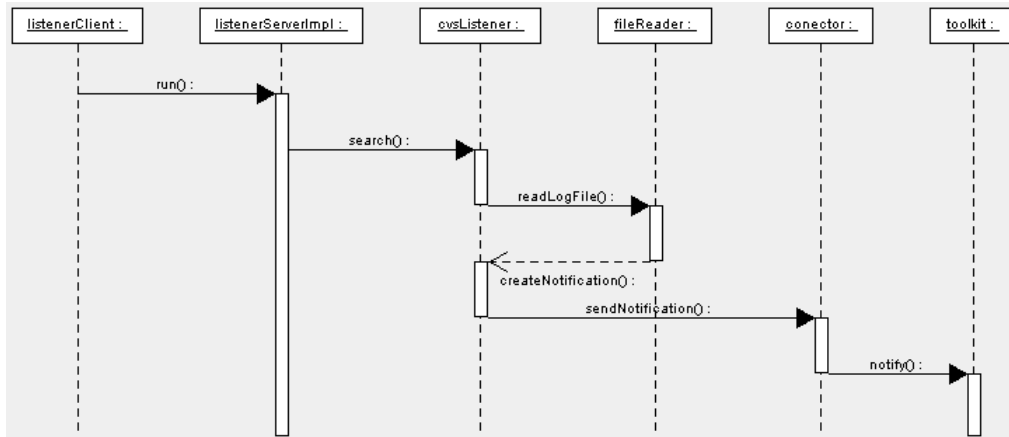 listenerClient :
listenerServerImpl :
cvsListener :
fileReader :
conector :
toolkit :
run() :
search() :
readLogFile() :
createNotification() :
sendNotification() :
notify() :